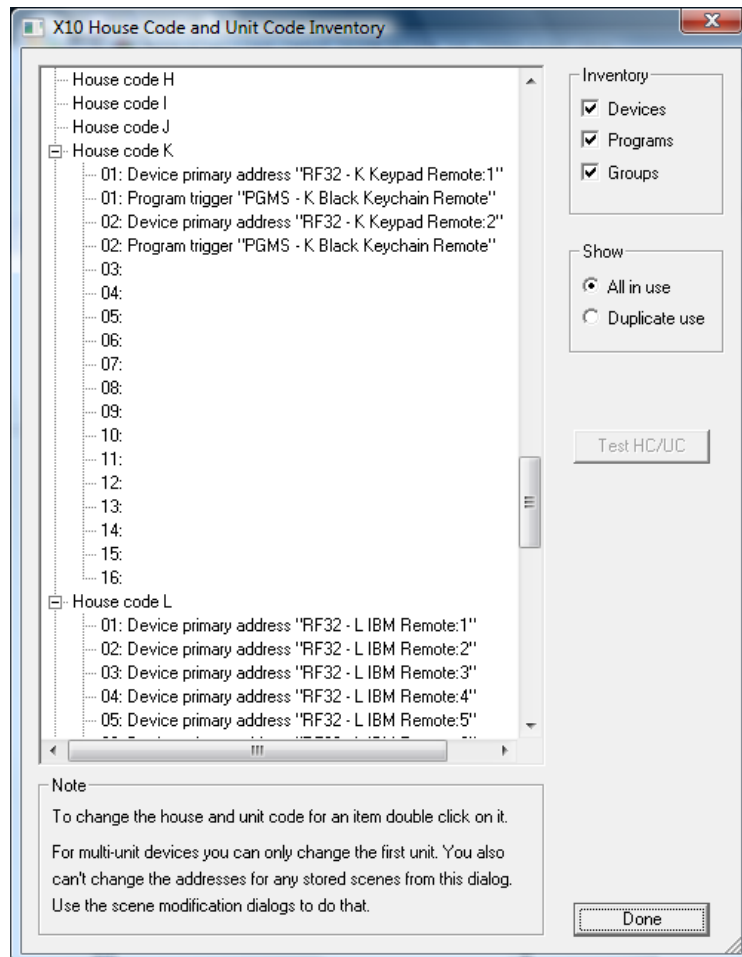 X10 House Code and Unit Code Inventory
House code H
House code I
House code J
House code K
01: Device primary address "RF32 - K Keypad Remote:1"
01: Program trigger "PGMS - K Black Keychain Remote"
02: Device primary address "RF32 - K Keypad Remote:2"
02: Program trigger "PGMS - K Black Keychain Remote"
03:
04:
05:
06:
07:
08:
09:
10:
11:
12:
13:
14:
15:
16:
House code L
01: Device primary address "RF32 - L IBM Remote:1"
02: Device primary address "RF32 - L IBM Remote:2"
03: Device primary address "RF32 - L IBM Remote:3"
04: Device primary address "RF32 - L IBM Remote:4"
05: Device primary address "RF32 - L IBM Remote:5"
Inventory
Devices
Programs
Groups
Show
All in use
Duplicate use
Test HC/UC
Note
To change the house and unit code for an item double click on it.
For multi-unit devices you can only change the first unit. You also
can't change the addresses for any stored scenes from this dialog.
Use the scene modification dialogs to do that.
Done